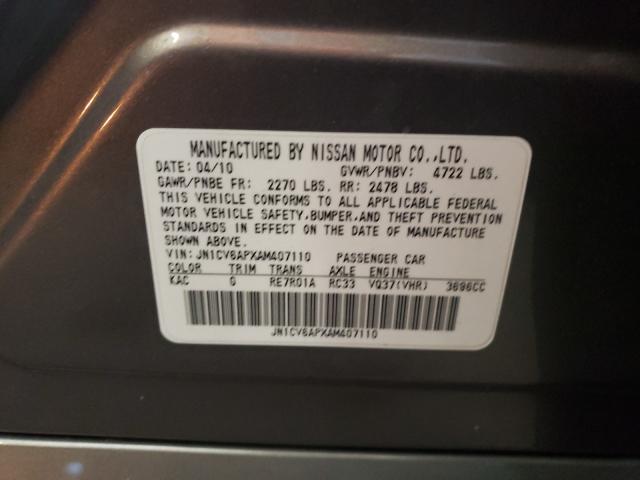 MANUFACTURED BY NISSAN MOTOR CO.,LTD.
DATE: 04/10 GVWR/PNBV: 4722 LBS.
GAWR/PNBE FR: 2270 LBS. RR: 2478 LBS.
THIS VEHICLE CONFORMS TO ALL APPLICABLE FEDERAL
MOTOR VEHICLE SAFETY,BUMPER,AND THEFT PREVENTION
STANDARDS IN EFFECT ON THE DATE OF MANUFACTURE
SHOWN ABOVE.
VIN: JN1CV6APXAM407110 PASSENGER CAR
COLOR TRIM TRANS AXLE ENGINE
KAC G RE7R01A RC33 VQ37(VHR) 3696CC
JN1CV6APXAM407110